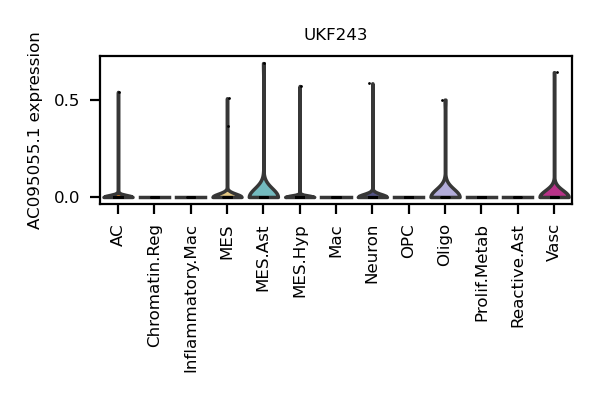 UKF243
AC095055.1 expression
0.5
0.0
AC
Chromatin.Reg
Inflammatory.Mac
MES
MES.Ast
MES.Hyp
Mac
Neuron
OPC
Oligo
Prolif.Metab
Reactive.Ast
Vasc